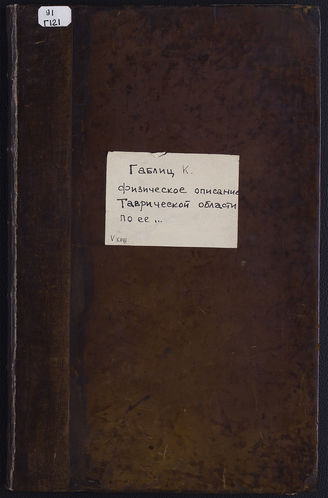 91
Г121
Габлиц К.
физическое описание
Таврической области
по ее ...